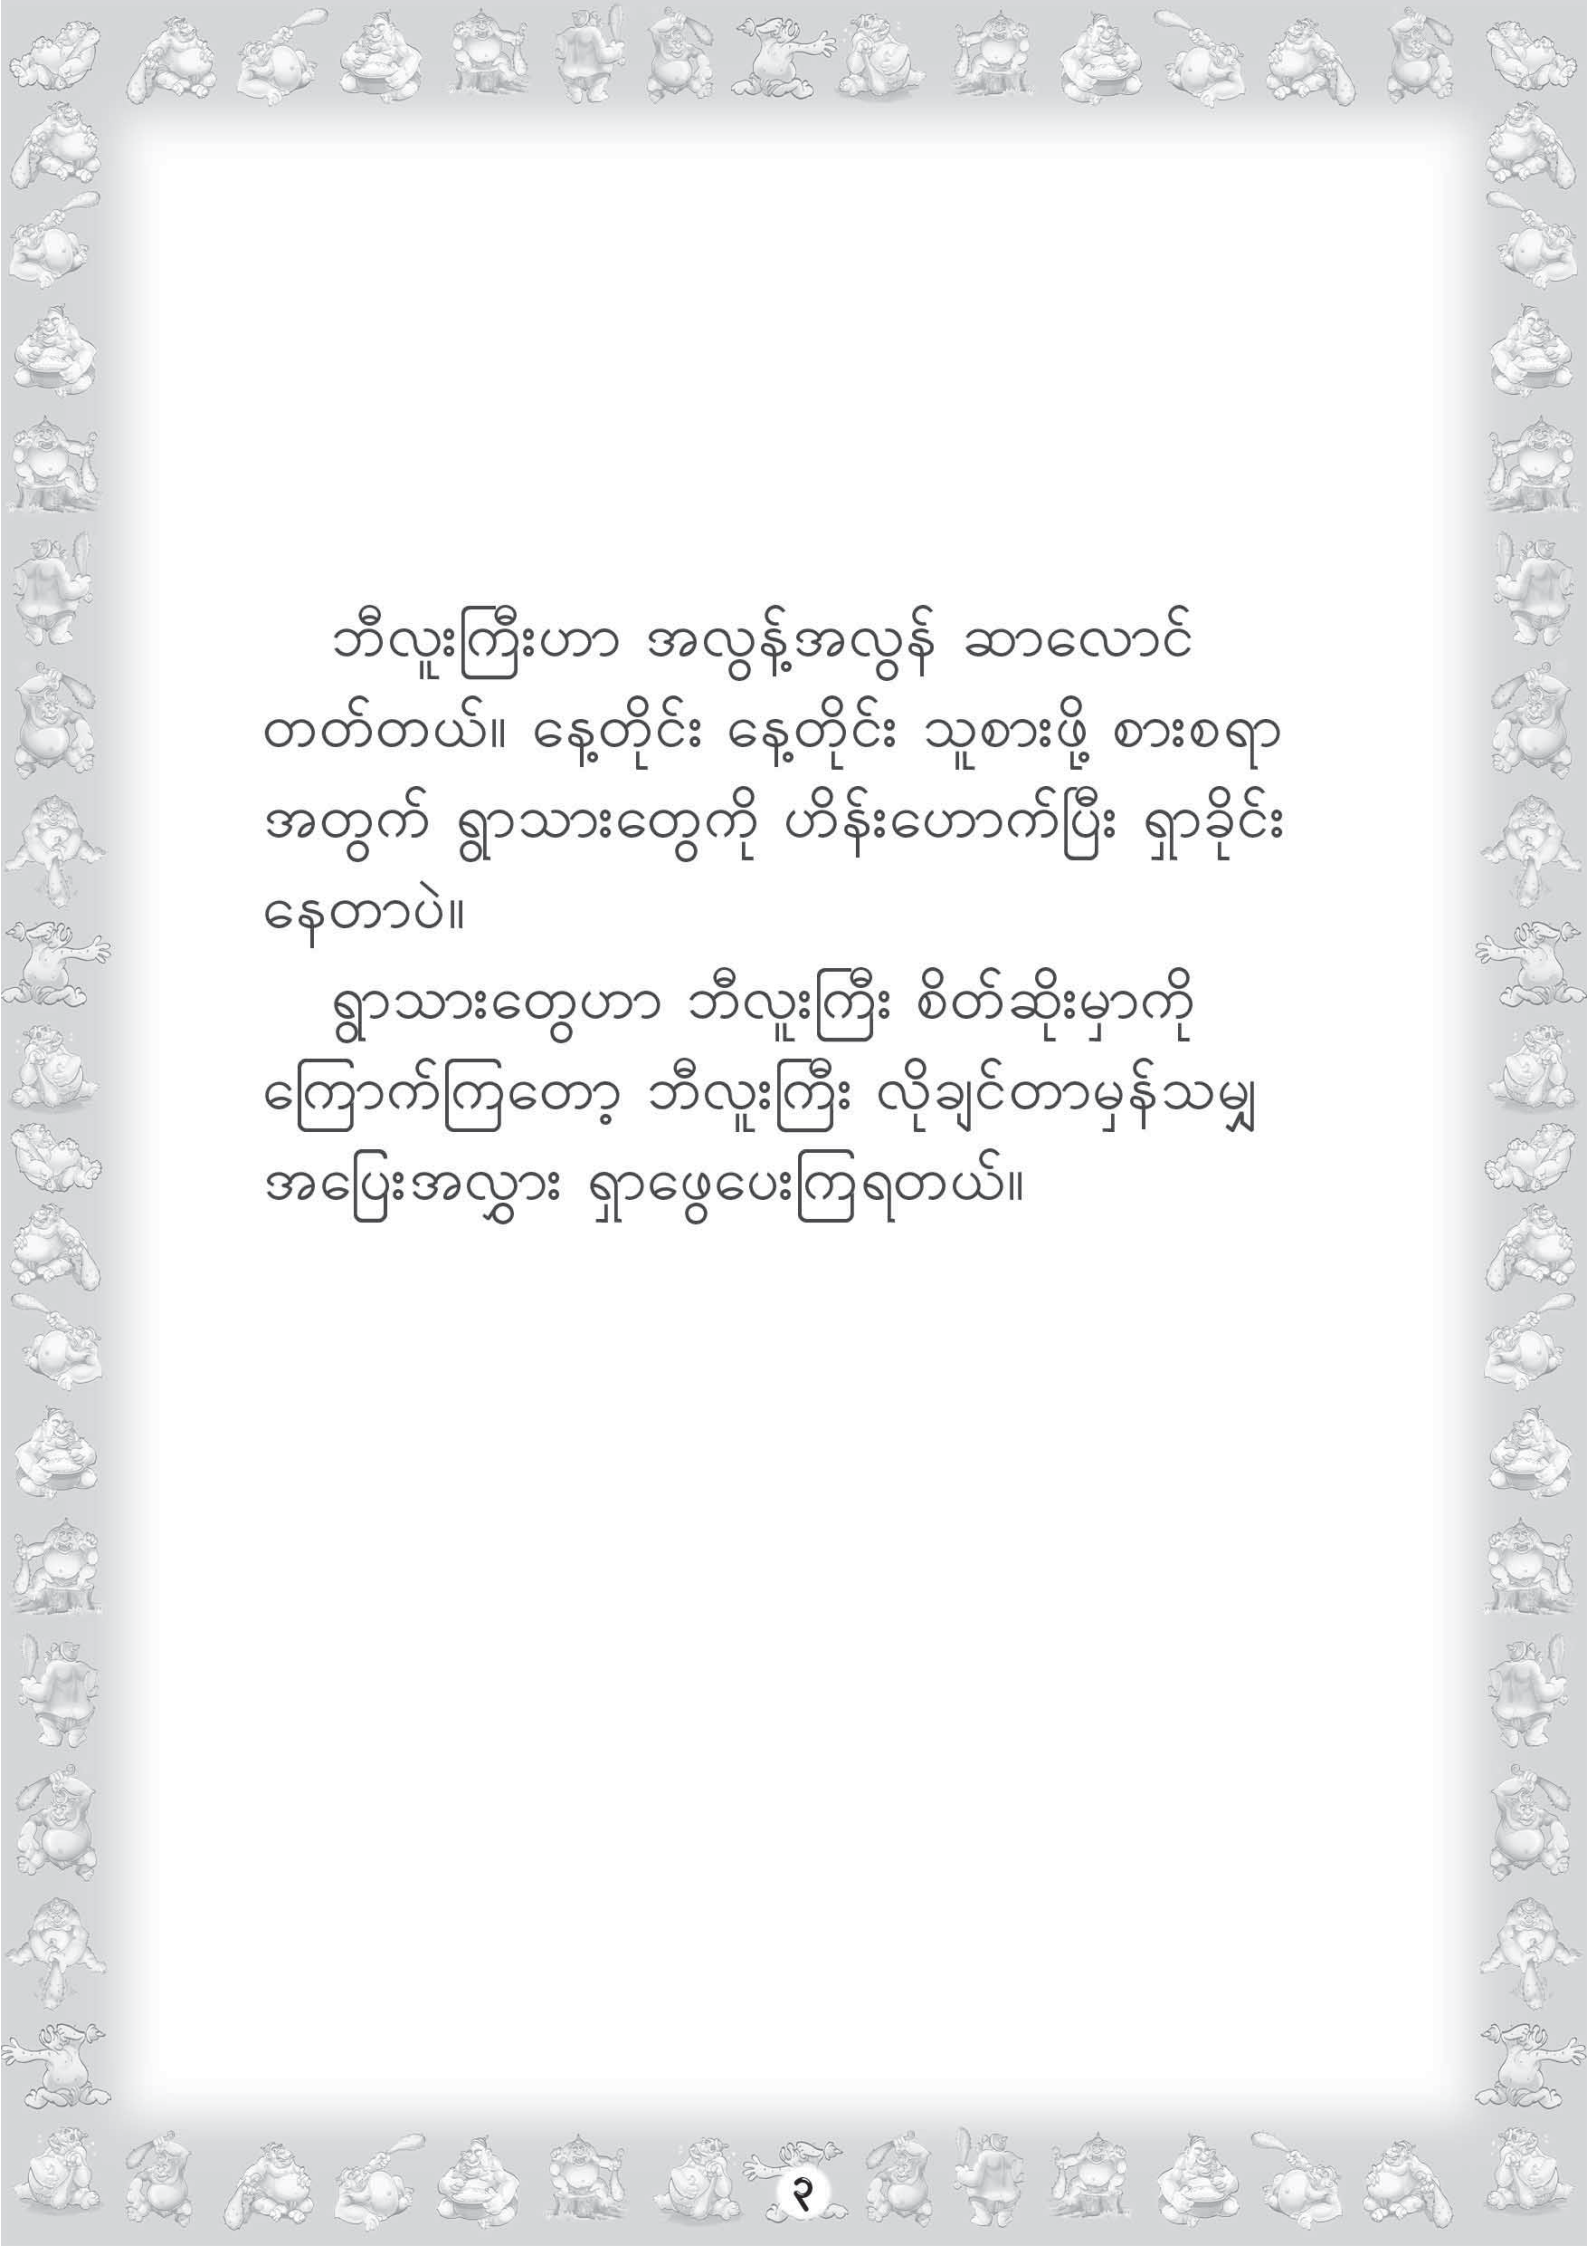 ဘီလူးကြီးဟာ အလွန့်အလွန် ဆာလောင်
တတ်တယ်။ နေ့တိုင်း နေ့တိုင်း သူစားဖို့ စားစရာ
အတွက် ရွာသားတွေကို ဟိန်းဟောက်ပြီး ရှာခိုင်း
နေတာပဲ။
ရွာသားတွေဟာ ဘီလူးကြီး စိတ်ဆိုးမှာကို
ကြောက်ကြတော့ ဘီလူးကြီး လိုချင်တာမှန်သမျှ
အပြေးအလွှား ရှာဖွေပေးကြရတယ်။
၃